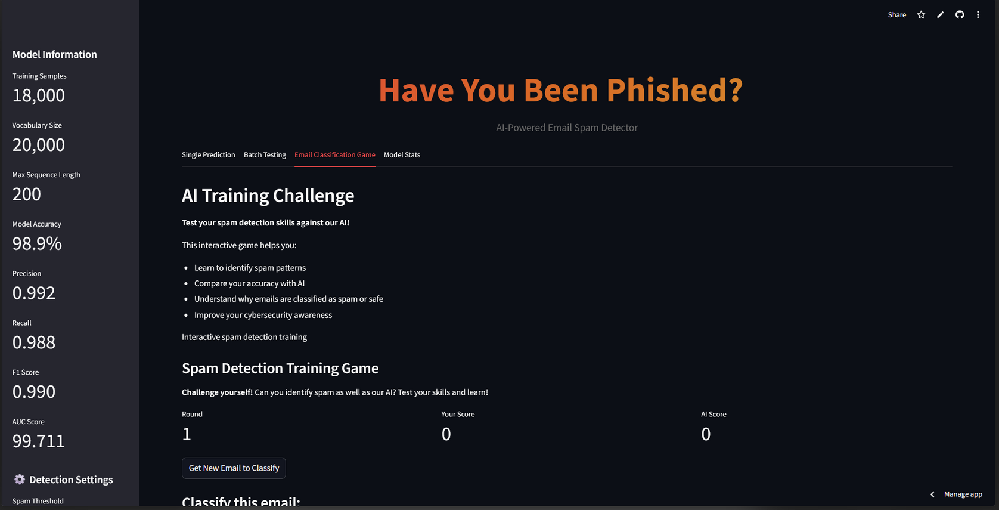 Share
Model Information
Training Samples
18,000
Vocabulary Size
20,000
Max Sequence Length
200
Model Accuracy
98.9%
Precision
0.992
Recall
0.988
F1 Score
0.990
AUC Score
99.711
Detection Settings
Spam Threshold
Have You Been Phished?
AI-Powered Email Spam Detector
Single Prediction Batch Testing Email Classification Game Model Stats
AI Training Challenge
Test your spam detection skills against our AI!
This interactive game helps you:
• Learn to identify spam patterns
• Compare your accuracy with AI
• Understand why emails are classified as spam or safe
• Improve your cybersecurity awareness
Interactive spam detection training
Spam Detection Training Game
Challenge yourself! Can you identify spam as well as our AI? Test your skills and learn!
Round Your Score AI Score
1 0 0
Get New Email to Classify
Classify this email:
Manage app